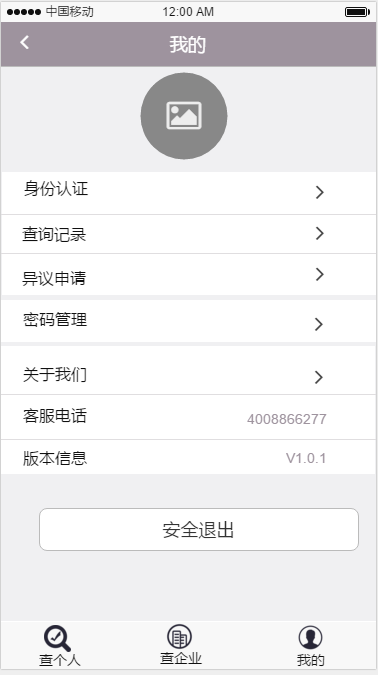 中国移动 12:00 AM
我的
身份认证
查询记录
异议申请
密码管理
关于我们
客服电话 4008866277
版本信息 V1.0.1
安全退出
查个人 查企业 我的